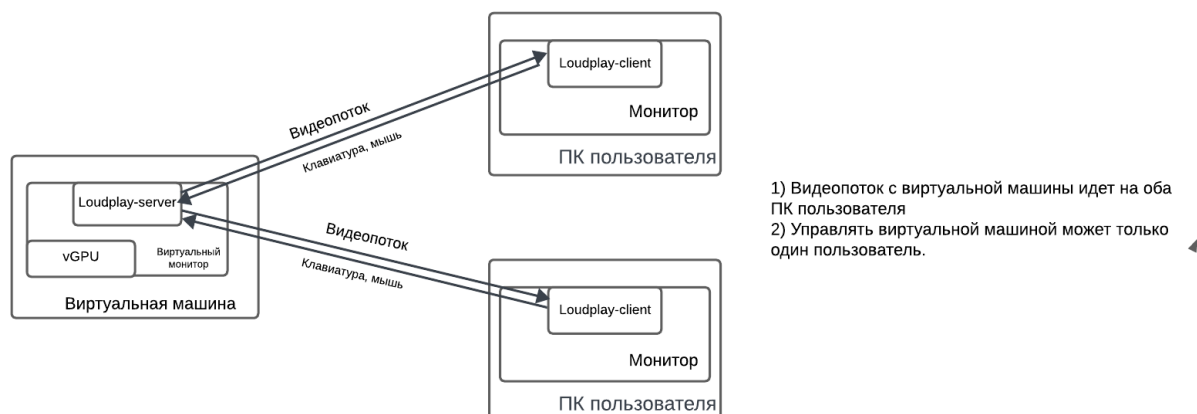 Loudplay-client
Монитор
ПК пользователя
Видеопоток
Клавиатура, мышь
Loudplay-server
vGPU
Виртуальный
монитор
Виртуальная машина
Видеопоток
Клавиатура, мышь
Loudplay-client
Монитор
ПК пользователя
1) Видеопоток с виртуальной машины идет на оба
ПК пользователя
2) Управлять виртуальной машиной может только
один пользователь.